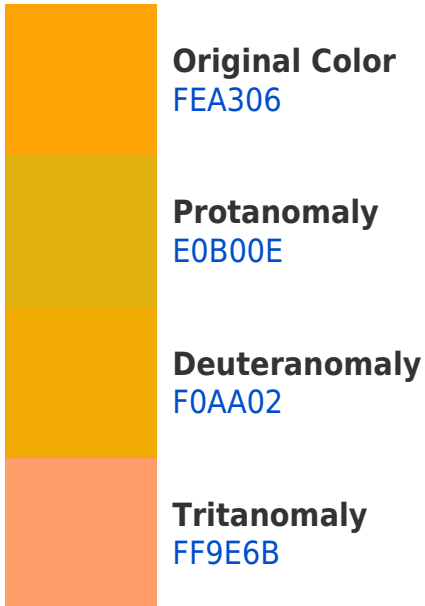 Original Color
FEA306
Protanomaly
E0B00E
Deuteranomaly
F0AA02
Tritanomaly
FF9E6B